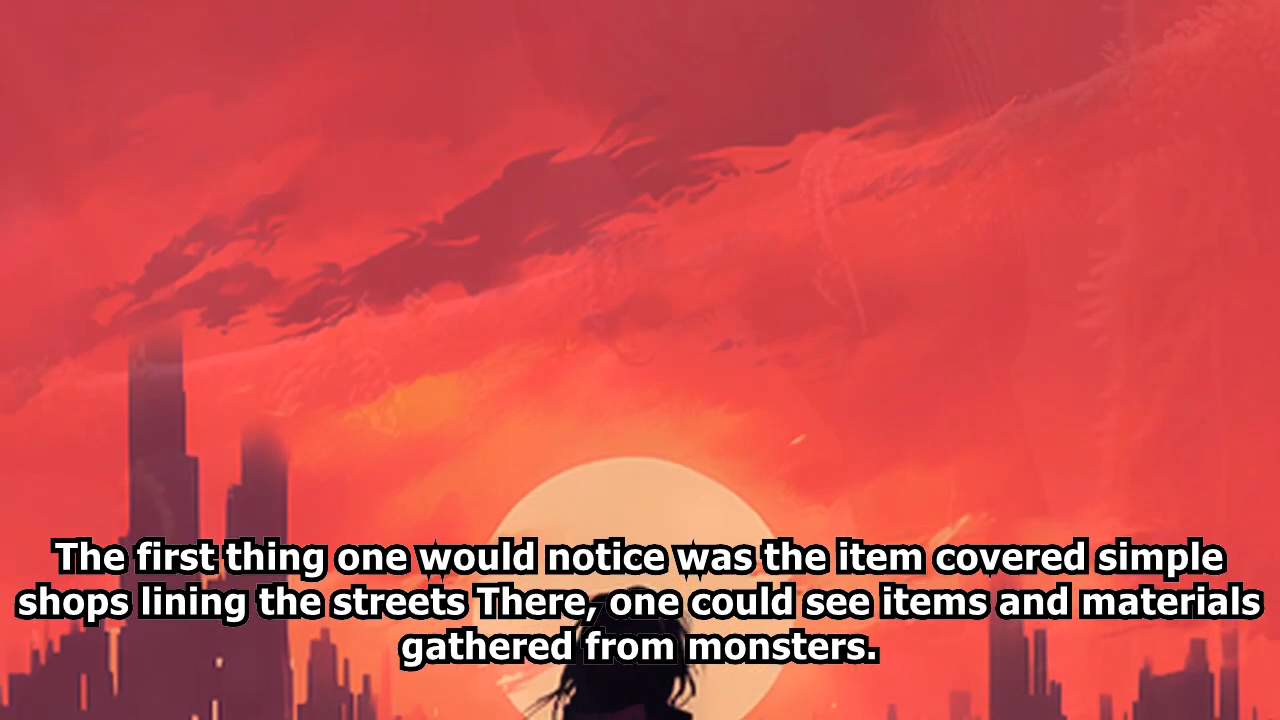 The first thing one would notice was the item covered simple
shops lining the streets There, one could see items and materials
gathered from monsters.